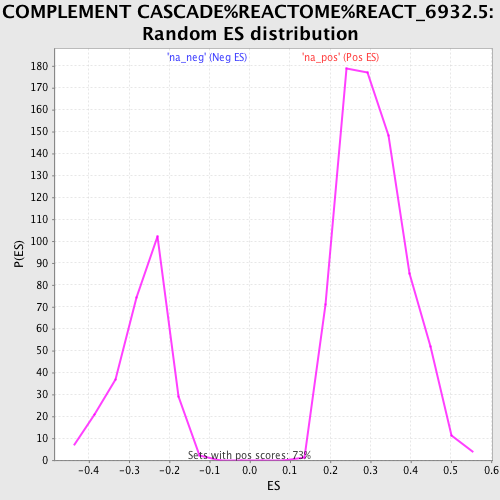 COMPLEMENT CASCADE%REACTOME%REACT_6932.5:
Random ES distribution
'na_neg' (Neg ES) 'na_pos' (Pos ES)
180
170
160
150
140
130
120
110
100
90
80
70
60
50
40
30
20
10
0
P(ES)
Sets with pos scores: 73%
-0.4 -0.3 -0.2 -0.1 0.0 0.1 0.2 0.3 0.4 0.5 0.6
ES